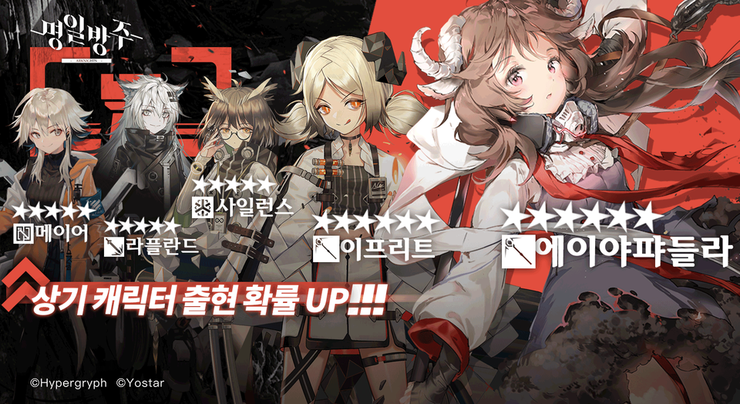 명일방주
메이어
라플란드
사일런스
이프리트
에이야퍄들라
상기 캐릭터 출현 확률 UP!!!
©Hypergryph ©Yostar